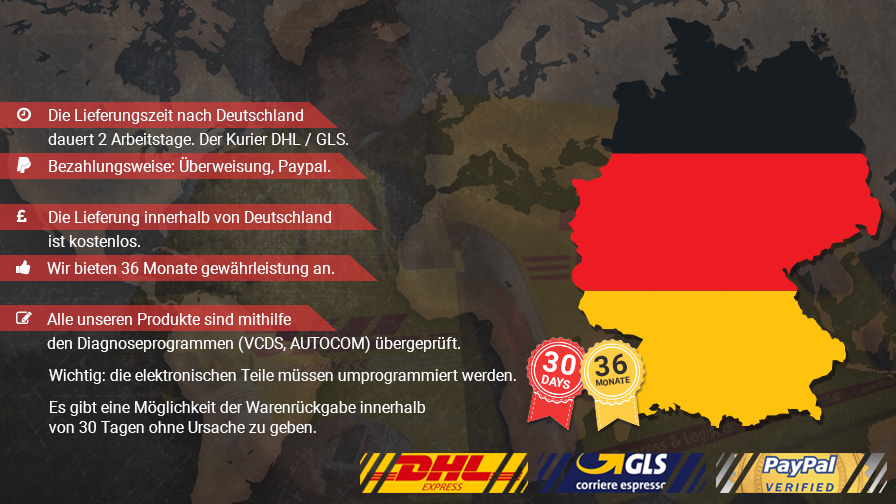 Die Lieferungszeit nach Deutschland
dauert 2 Arbeitstage. Der Kurier DHL / GLS.
Bezahlungsweise: Überweisung, Paypal.
£
Die Lieferung innerhalb von Deutschland
ist kostenlos.
Wir bieten 36 Monate gewährleistung an.
Alle unseren Produkte sind mithilfe
den Diagnoseprogrammen (VCDS, AUTOCOM) übergeprüft.
Wichtig: die elektronischen Teile müssen umprogrammiert werden.
Es gibt eine Möglichkeit der Warenrückgabe innerhalb
von 30 Tagen ohne Ursache zu geben.
30
DAYS
36
MONATE
DHL
EXPRESS
GLS
corriere espresso
PayPal
VERIFIED